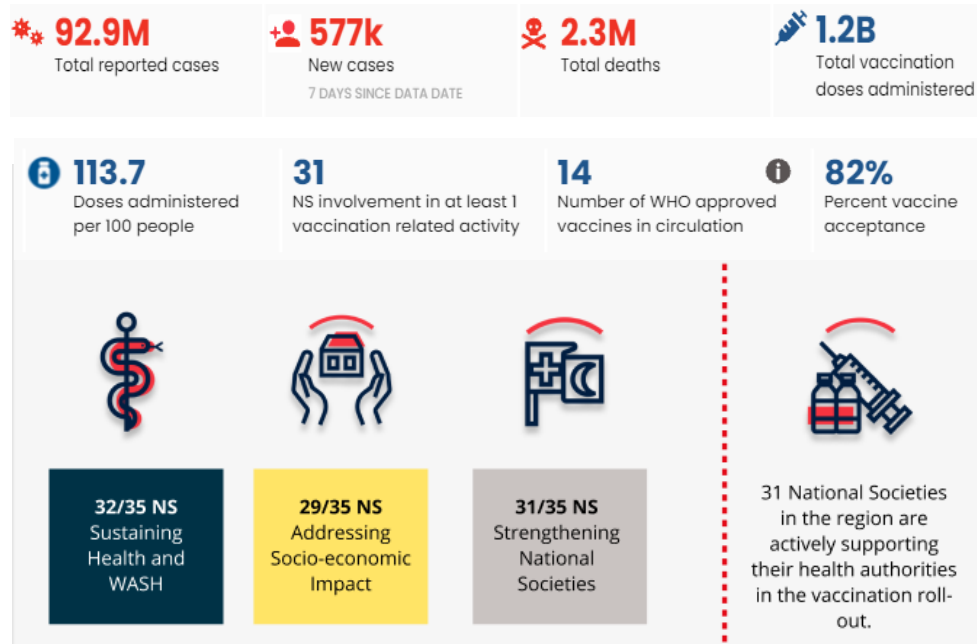 92.9M
Total reported cases
577k
New cases
7 DAYS SINCE DATA DATE
2.3M
Total deaths
1.2B
Total vaccination
doses administered
113.7
Doses administered
per 100 people
31
NS involvement in at least 1
vaccination related activity
14
Number of WHO approved
vaccines in circulation
i
82%
Percent vaccine
acceptance
32/35 NS
Sustaining
Health and
WASH
29/35 NS
Addressing
Socio-economic
Impact
31/35 NS
Strengthening
National
Societies
31 National Societies
in the region are
actively supporting
their health authorities
in the vaccination roll-
out.